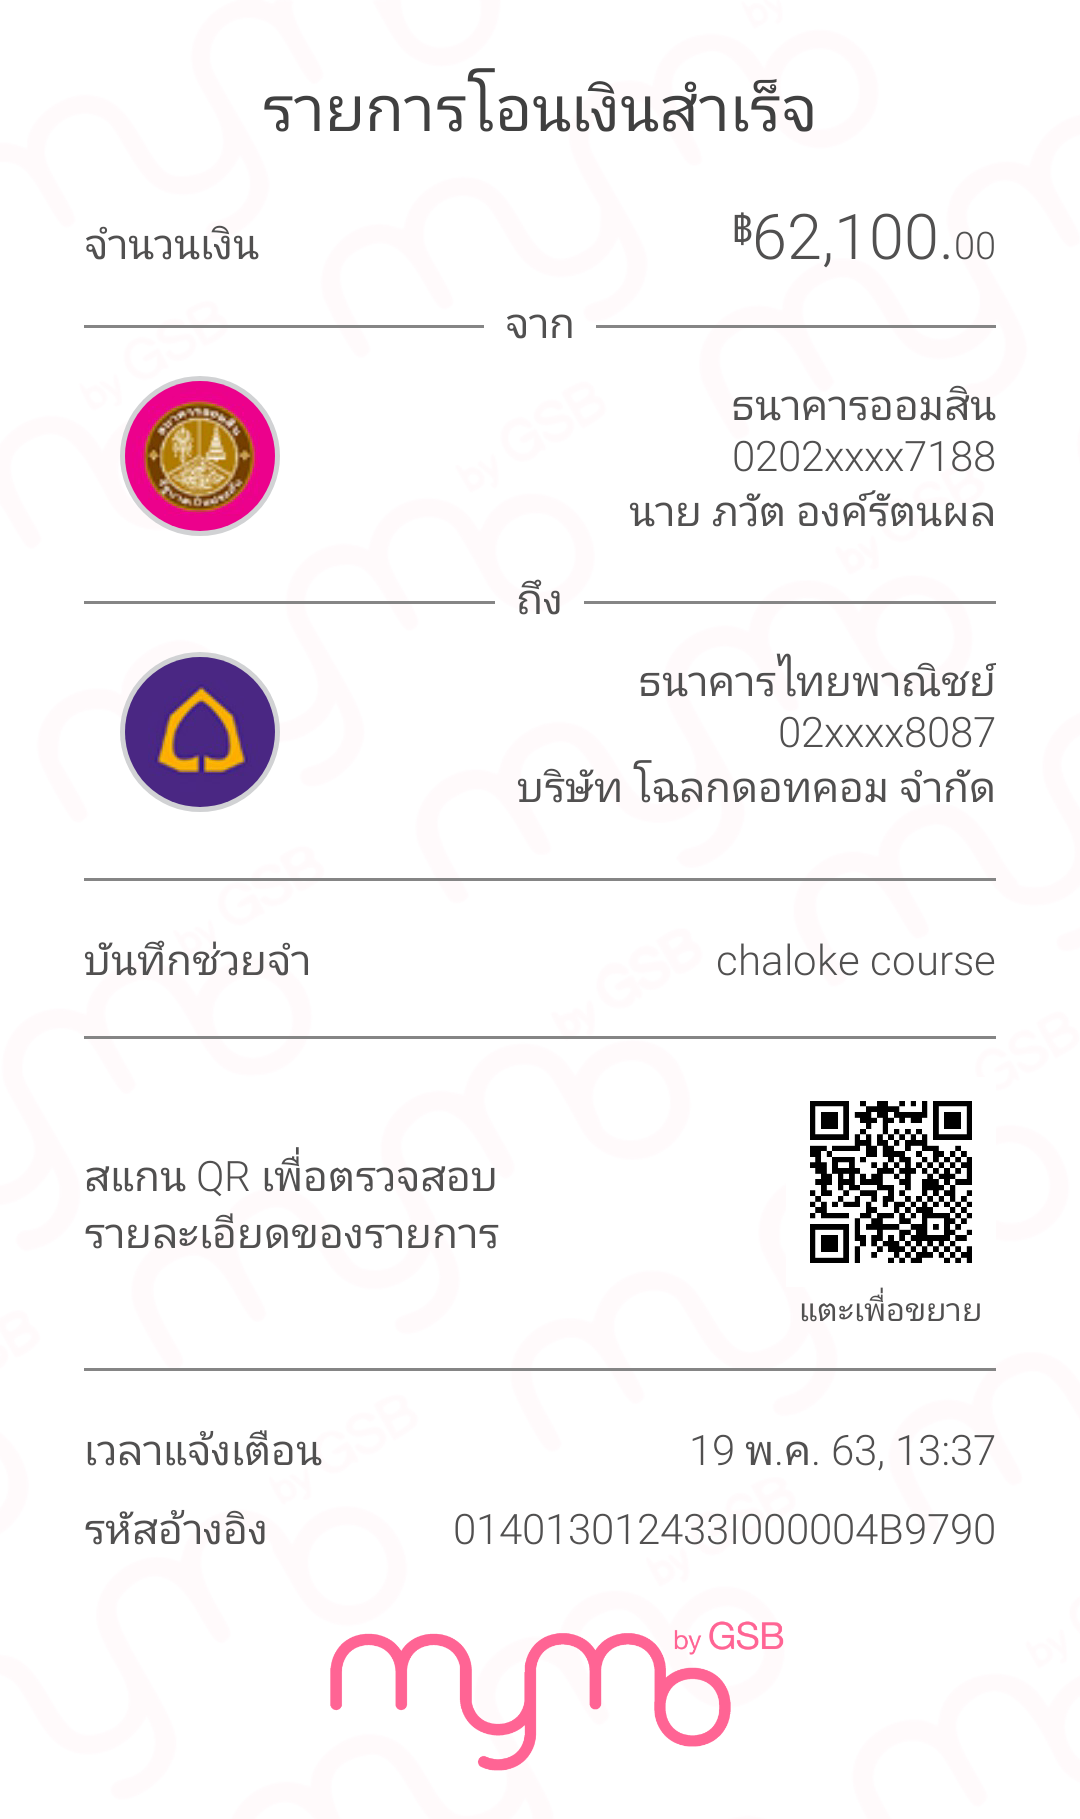 รายการโอนเงินสำเร็จ
จำนวนเงิน ฿62,100.00
จาก
ธนาคารออมสิน
0202xxxx7188
นาย ภวัต องค์รัตนผล
ถึง
ธนาคารไทยพาณิชย์
02xxxx8087
บริษัท โฉลกดอทคอม จำกัด
บันทึกช่วยจำ chaloke course
สแกน QR เพื่อตรวจสอบ
รายละเอียดของรายการ
แตะเพื่อขยาย
เวลาแจ้งเตือน 19 พ.ค. 63, 13:37
รหัสอ้างอิง 014013012433I000004B9790
mymo by GSB